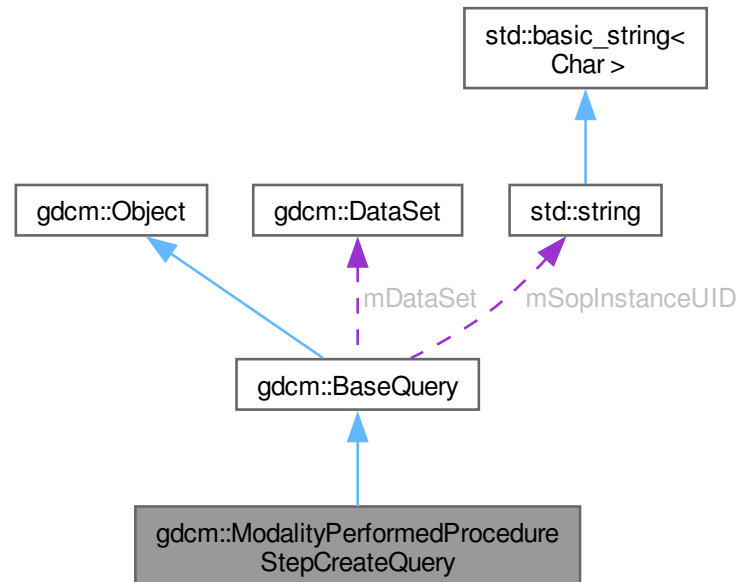 std::basic_string<
Char >
gdcm::Object
gdcm::DataSet
std::string
mDataSet
mSopInstanceUID
gdcm::BaseQuery
gdcm::ModalityPerformedProcedure
StepCreateQuery